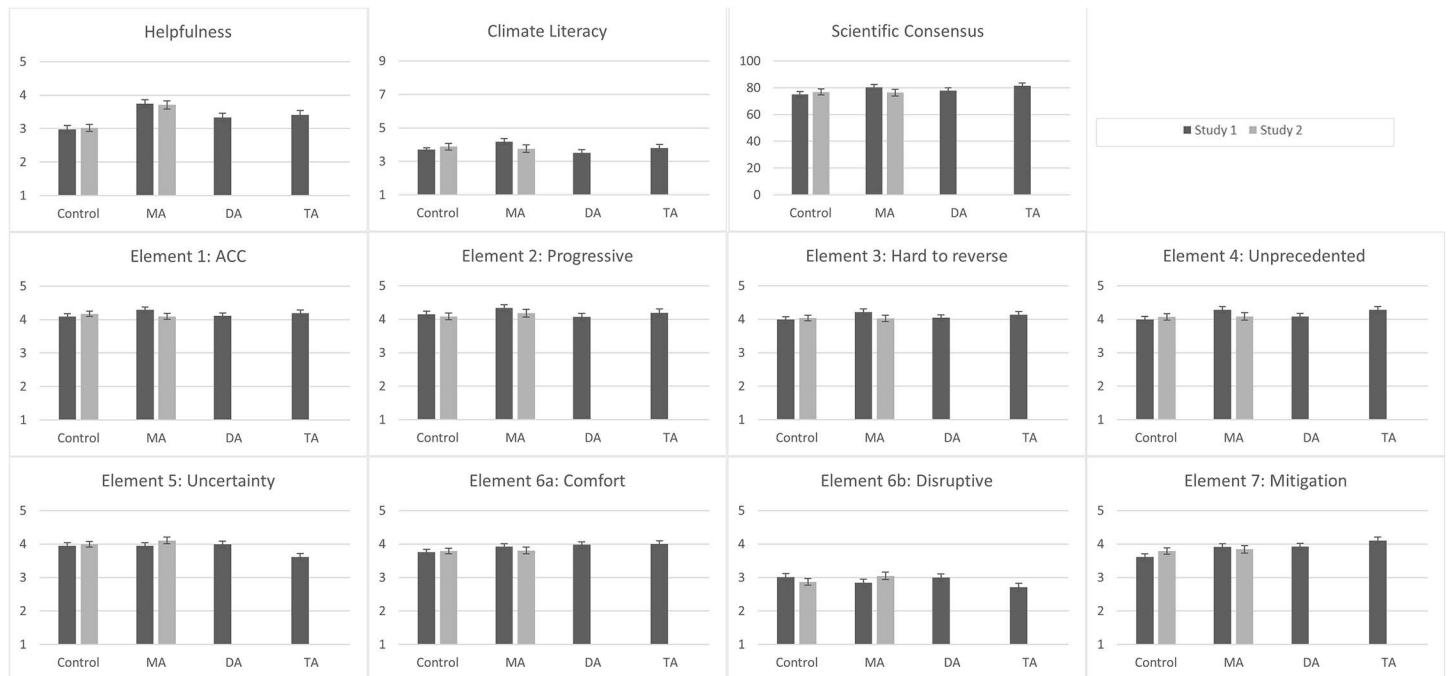 Helpfulness
5
4
3
2
1
Control MA DA TA
Climate Literacy
9
7
5
3
1
Control MA DA TA
Scientific Consensus
100
80
60
40
20
0
Control MA DA TA
Study 1 Study 2
Element 1: ACC
5
4
3
2
1
Control MA DA TA
Element 2: Progressive
5
4
3
2
1
Control MA DA TA
Element 3: Hard to reverse
5
4
3
2
1
Control MA DA TA
Element 4: Unprecedented
5
4
3
2
1
Control MA DA TA
Element 5: Uncertainty
5
4
3
2
1
Control MA DA TA
Element 6a: Comfort
5
4
3
2
1
Control MA DA TA
Element 6b: Disruptive
5
4
3
2
1
Control MA DA TA
Element 7: Mitigation
5
4
3
2
1
Control MA DA TA